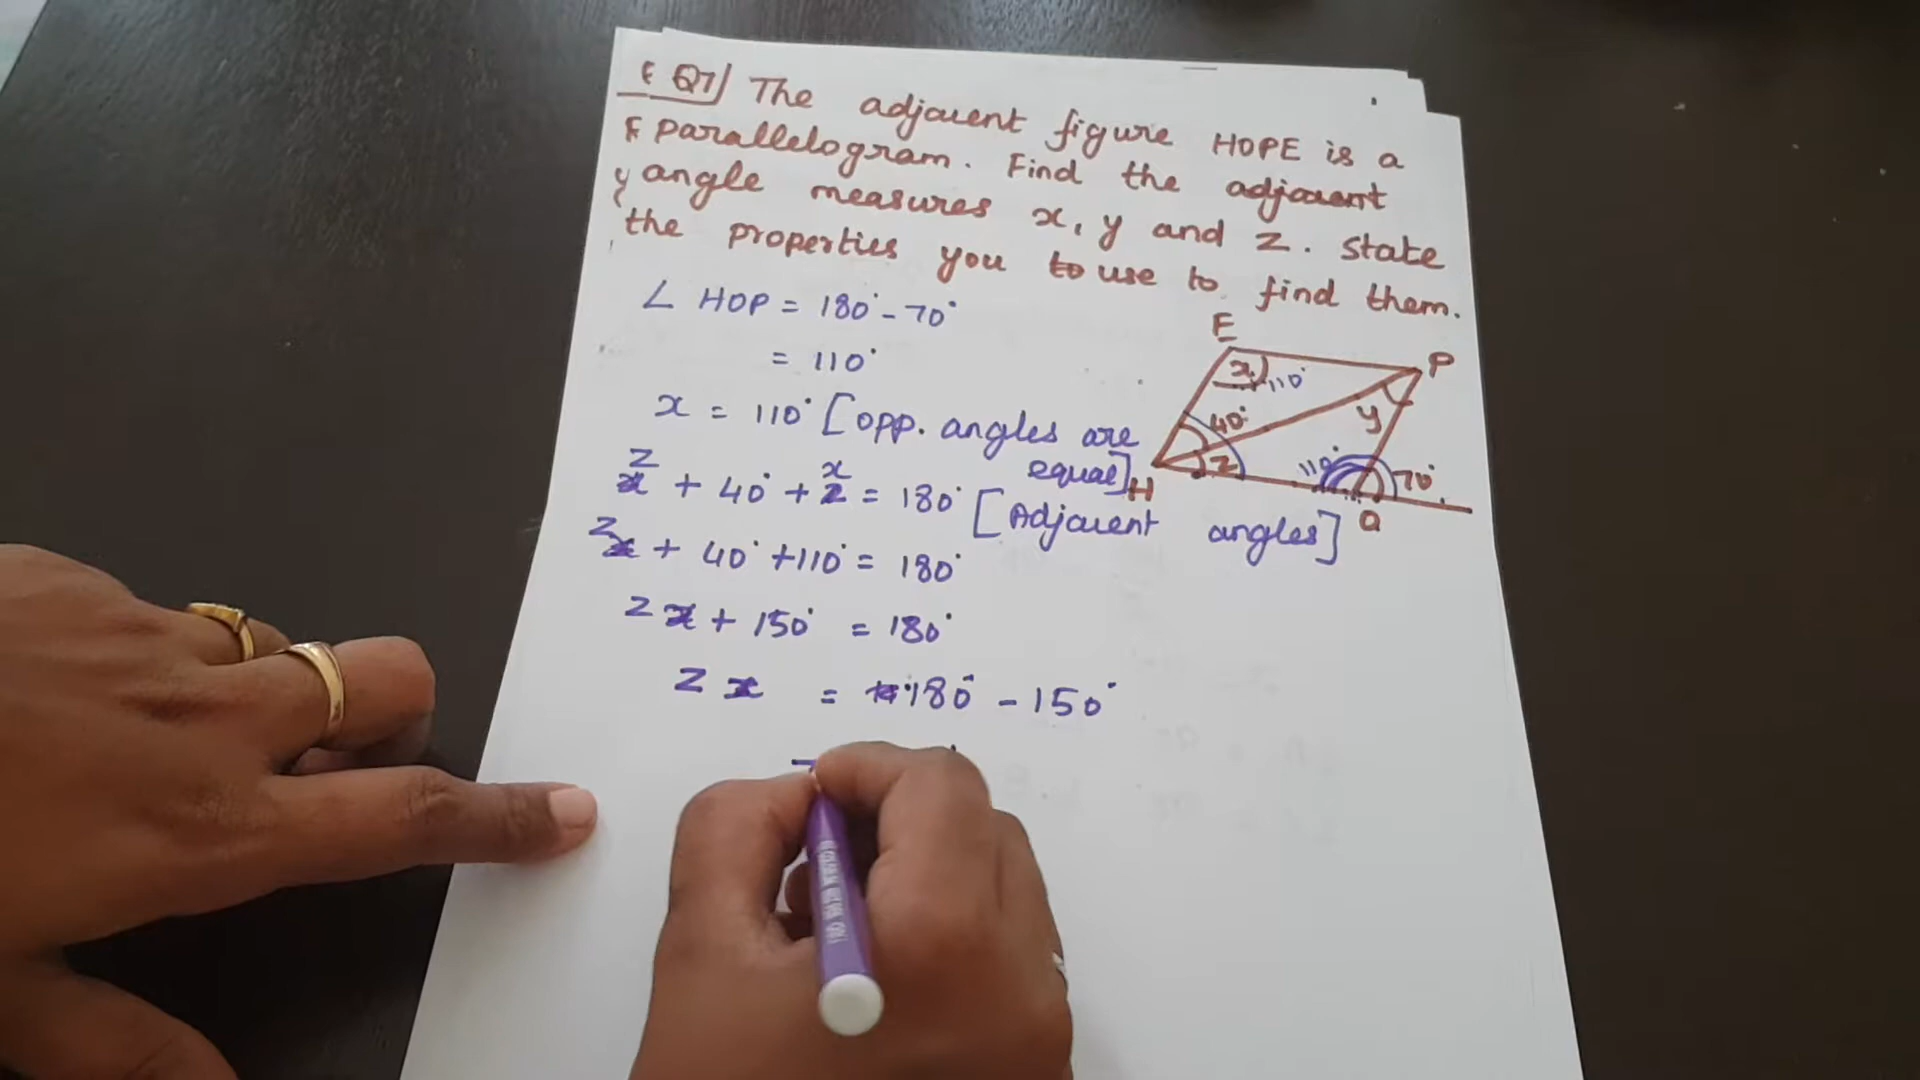 Q7) The adjacent figure HOPE is a
parallelogram. Find the adjacent
angle measures x, y and z. State
the properties you to use to find them.
∠ HOP = 180° - 70°
= 110°
x = 110° [opp. angles are
equal]
z + 40° + x = 180° [Adjacent angles]
z + 40° + 110° = 180°
z + 150° = 180°
z = 180° - 150°
E
P
x
110°
40°
y
z
110°
70°
H
O